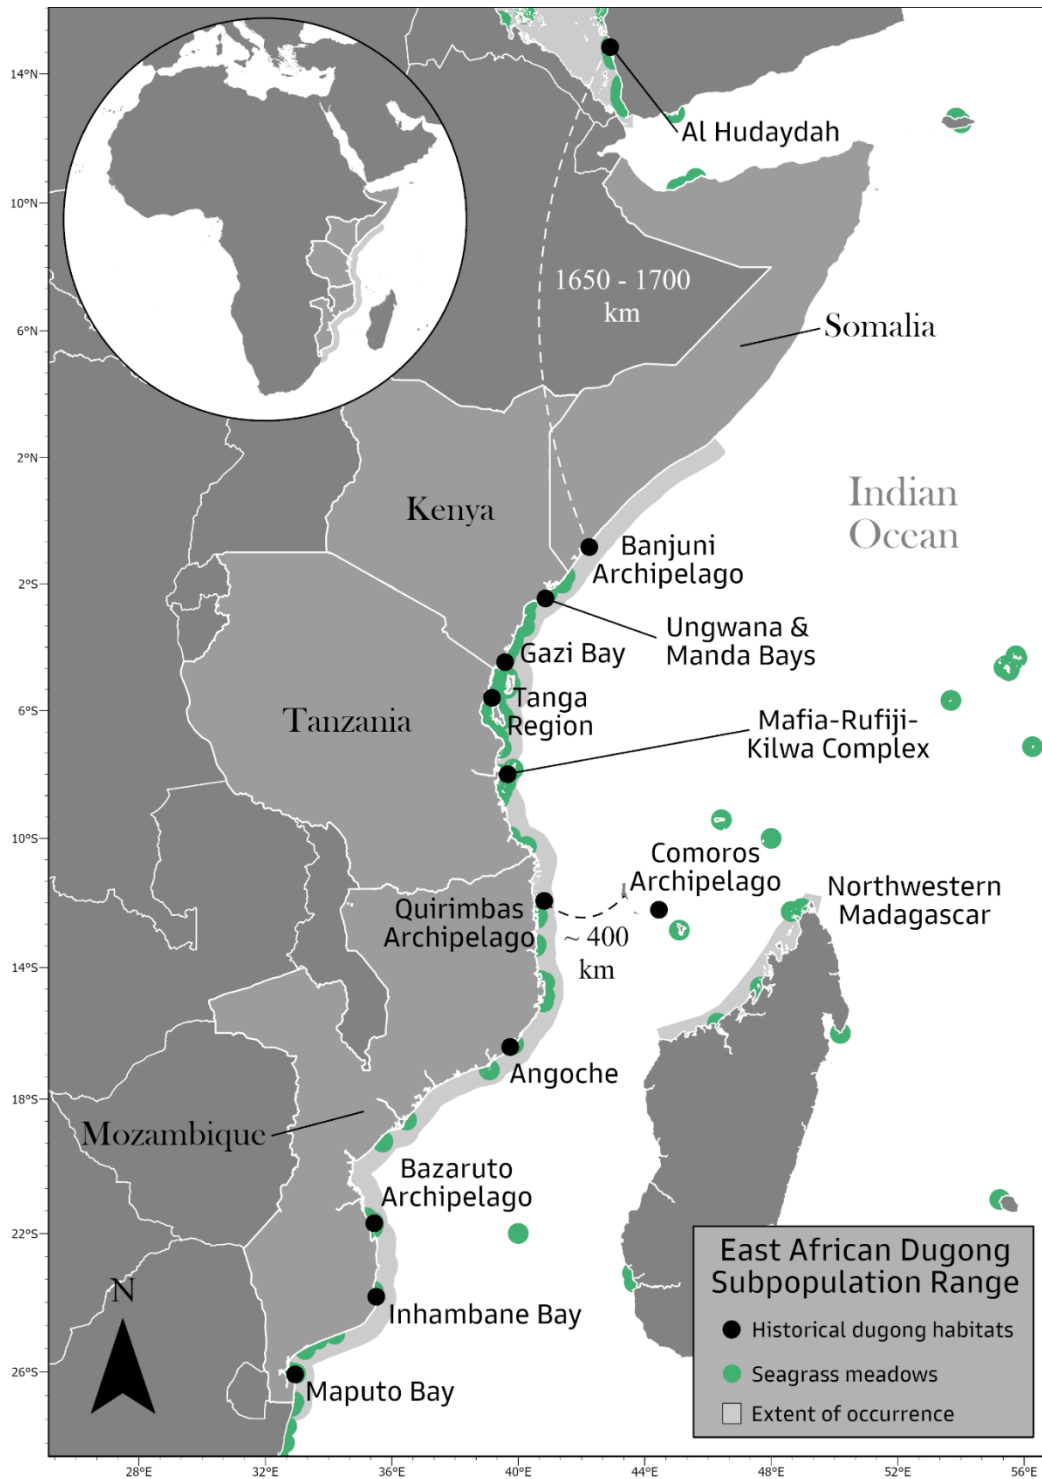 14°N
10°N
6°N
2°N
2°S
6°S
10°S
14°S
18°S
22°S
26°S
Al Hudaydah
1650 - 1700
km
Somalia
Indian
Ocean
Kenya
Banjuni
Archipelago
Ungwana &
Manda Bays
Gazi Bay
Tanga
Region
Tanzania
Mafia-Rufiji-
Kilwa Complex
Comoros
Archipelago
Northwestern
Madagascar
Quirimbas
Archipelago
~ 400
km
Angoche
Mozambique
Bazaruto
Archipelago
Inhambane Bay
Maputo Bay
N
East African Dugong
Subpopulation Range
Historical dugong habitats
Seagrass meadows
Extent of occurrence
28°E
32°E
36°E
40°E
44°E
48°E
52°E
56°E